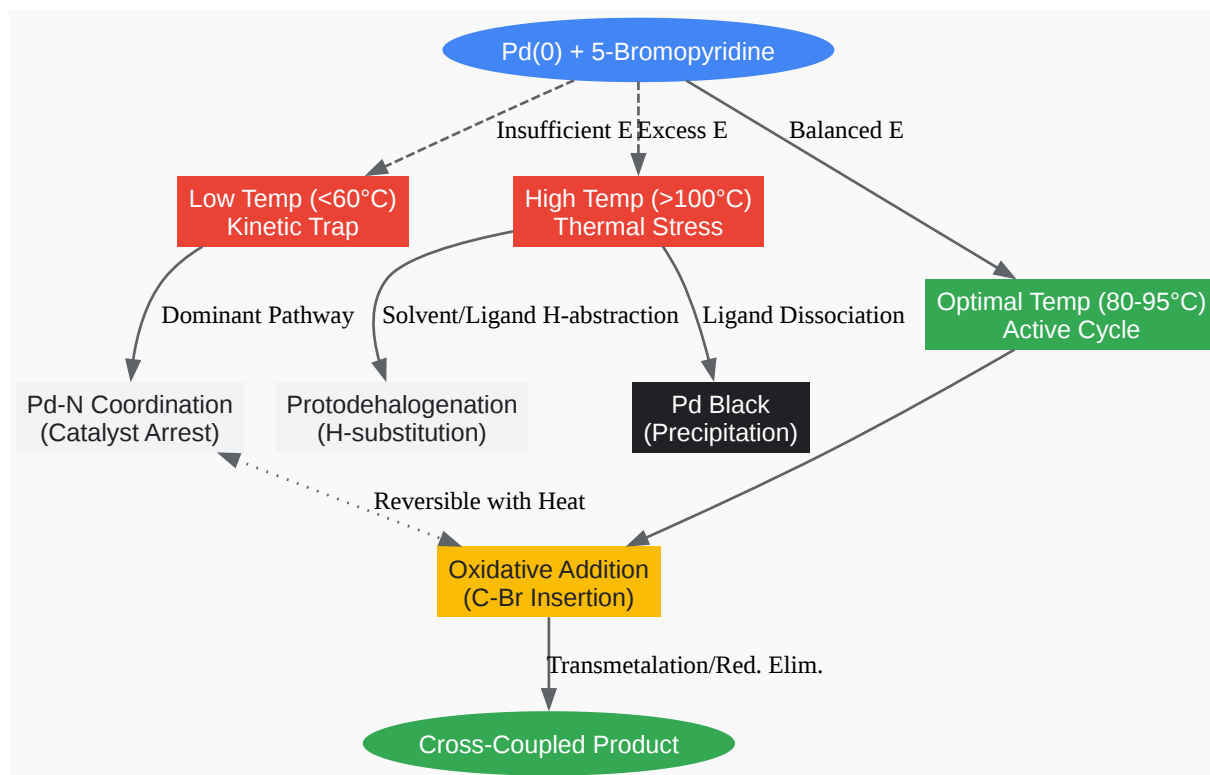 Pd(0) + 5-Bromopyridine
Insufficient E
Excess E
Balanced E
Low Temp (<60°C)
Kinetic Trap
High Temp (>100°C)
Thermal Stress
Optimal Temp (80-95°C)
Active Cycle
Dominant Pathway
Solvent/Ligand H-abstraction
Ligand Dissociation
Pd-N Coordination
(Catalyst Arrest)
Protodehalogenation
(H-substitution)
Pd Black
(Precipitation)
Reversible with Heat
Oxidative Addition
(C-Br Insertion)
Transmetalation/Red. Elim.
Cross-Coupled Product